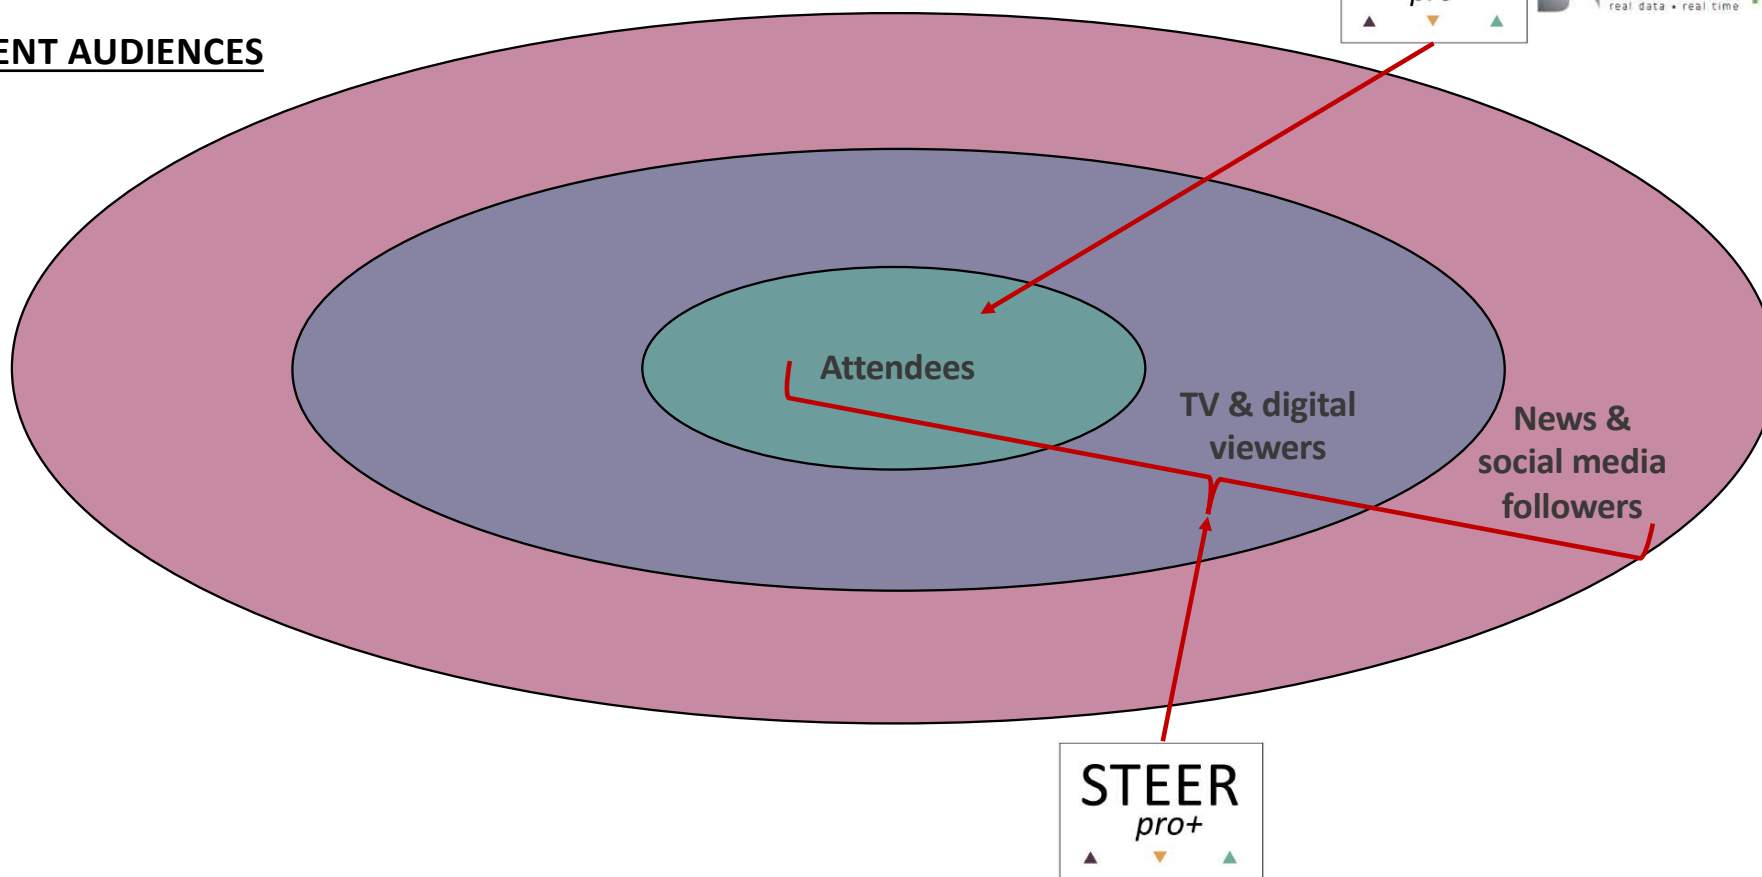 ENT AUDIENCES
real data • real time
Attendees
TV & digital
viewers
News &
social media
followers
STEER
pro+